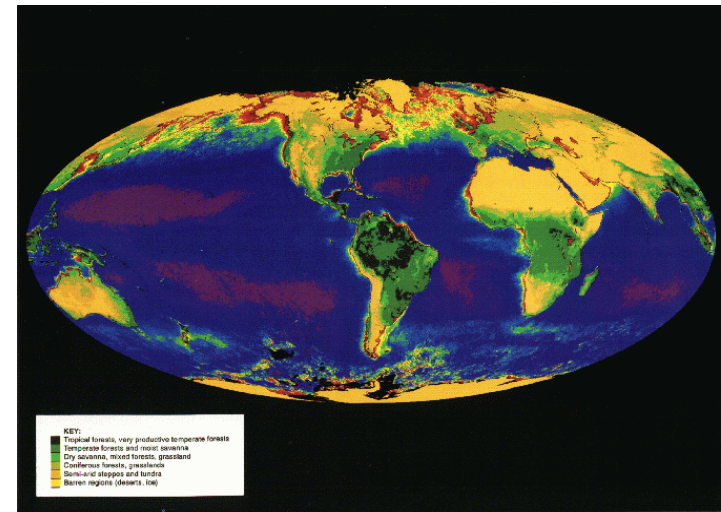 KEY:
Tropical forests, very productive temperate forests
Temperate forests and moist savanna
Dry savanna, mixed forests, grassland
Coniferous forests, grasslands
Semi-arid steppes and tundra
Barren regions (deserts, ice)